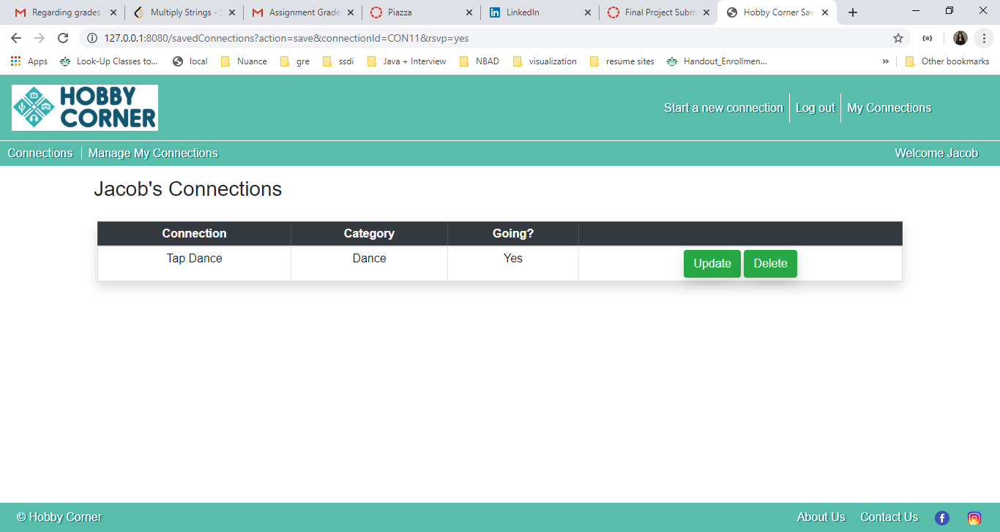 Regarding grades
Multiply Strings - S
Assignment Grade
Piazza
LinkedIn
Final Project Subm
Hobby Corner Sav
127.0.0.1:8080/savedConnections?action=save&connectionId=CON11&rsvp=yes
Apps Look-Up Classes to... local Nuance gre ssdi Java + Interview NBAD visualization resume sites Handout_Enrollmen... » Other bookmarks
HOBBY
CORNER
Start a new connection Log out My Connections
Connections Manage My Connections Welcome Jacob
Jacob's Connections
Connection Category Going?
Tap Dance Dance Yes Update Delete
© Hobby Corner About Us Contact Us